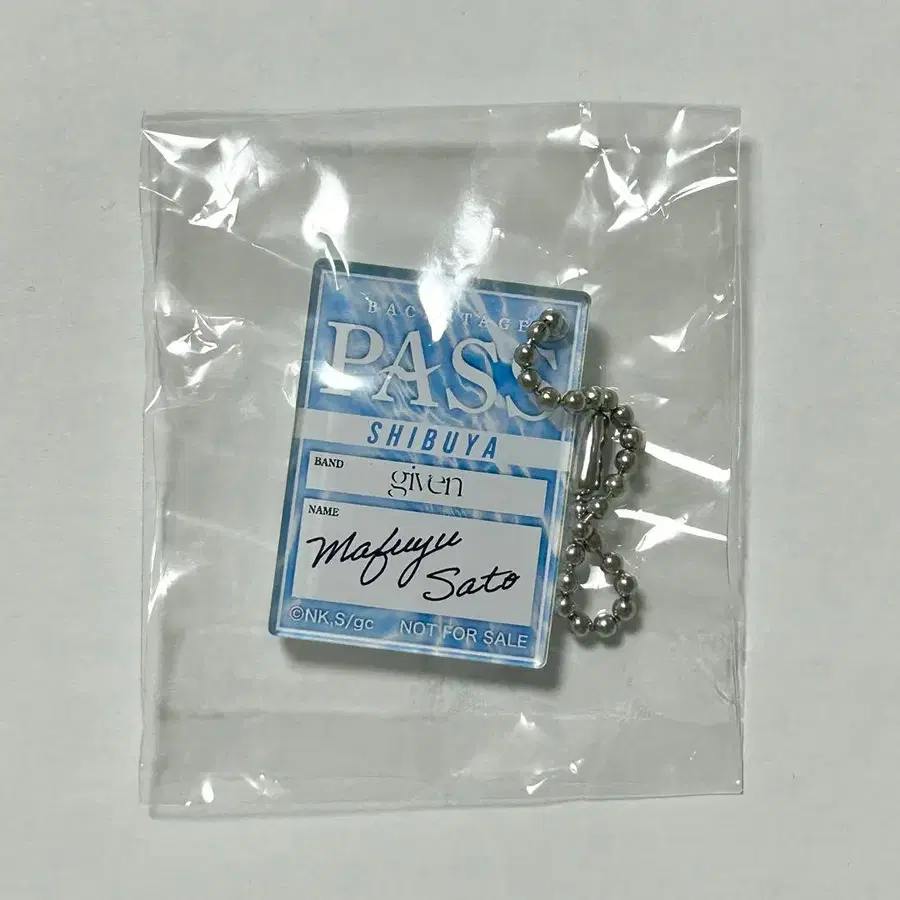 BACKSTAGE
PASS
SHIBUYA
BAND
given
NAME
Mafuyu
Sato
©NK,S/gc NOT FOR SALE